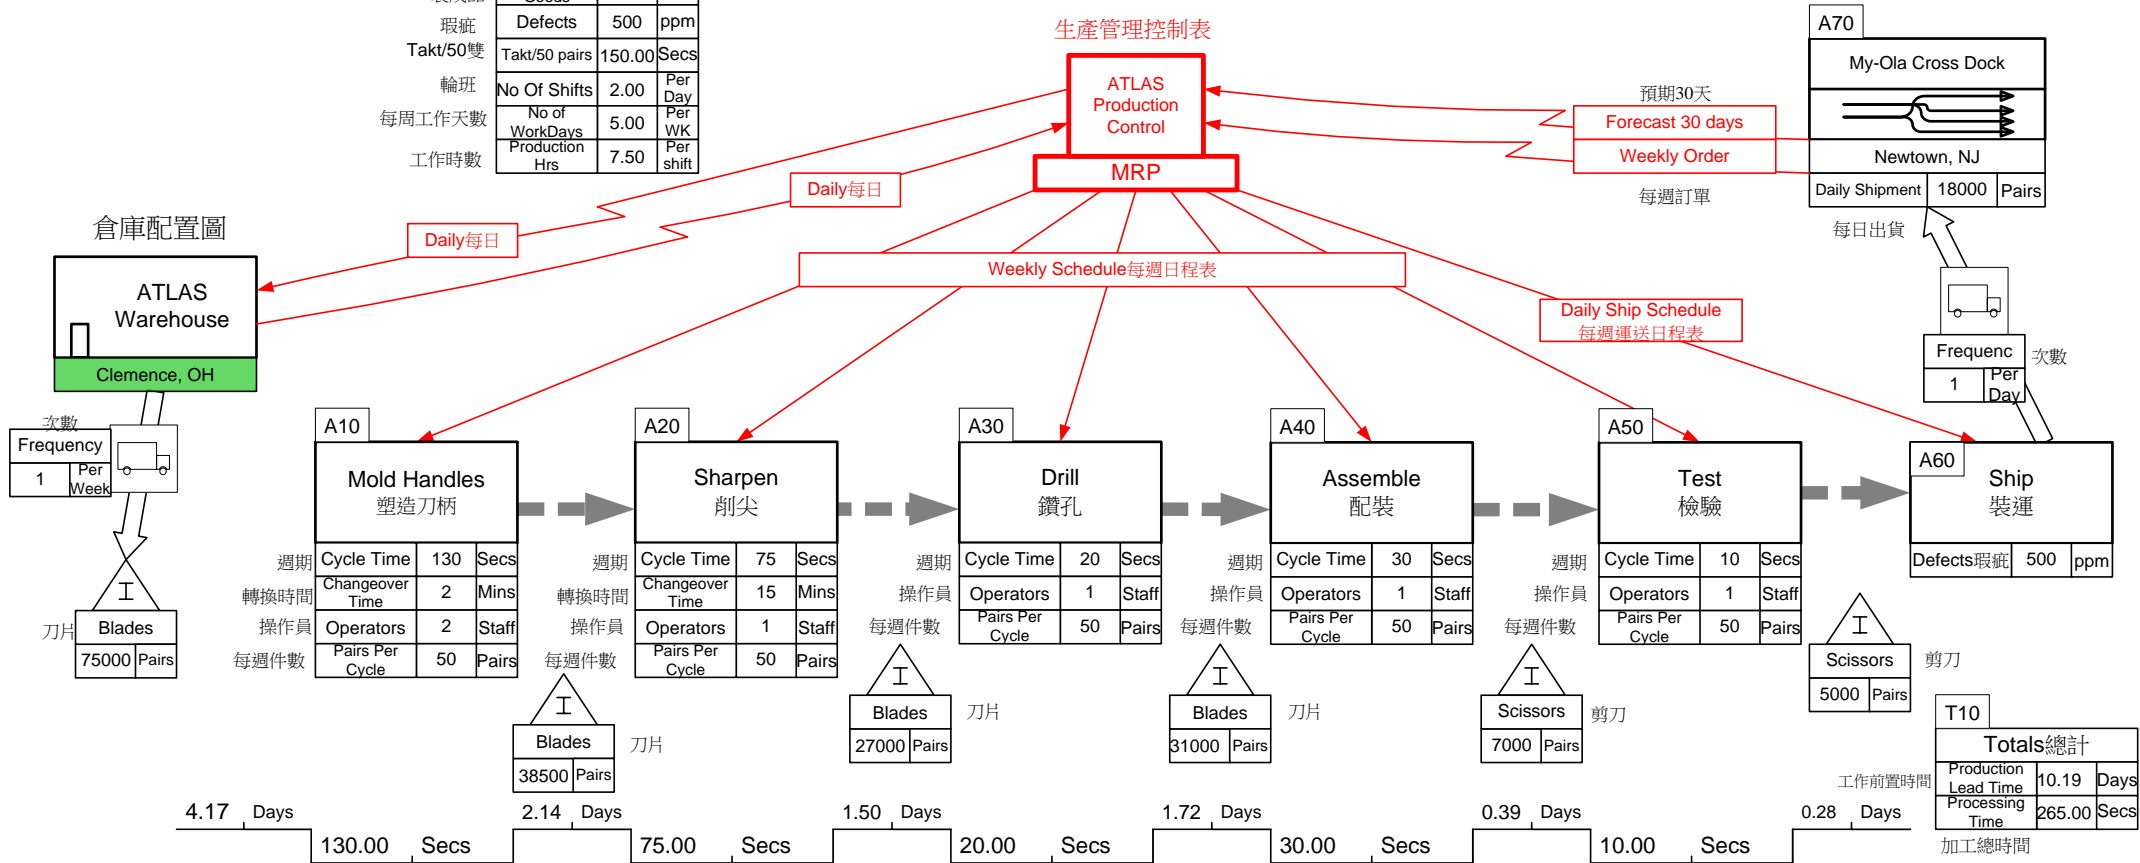 瑕疵 Defects 500 ppm
Takt/50雙 Takt/50 pairs 150.00 Secs
輪班 No Of Shifts 2.00 Per Day
每周工作天數 No of WorkDays 5.00 Per WK
工作時數 Production Hrs 7.50 Per shift
生產管理控制表
ATLAS
Production
Control
MRP
A70
My-Ola Cross Dock
Newtown, NJ
Daily Shipment 18000 Pairs
每日出貨
預期30天
Forecast 30 days
Weekly Order
每週訂單
Daily每日
Daily每日
倉庫配置圖
ATLAS
Warehouse
Clemence, OH
Weekly Schedule每週日程表
Daily Ship Schedule
每週運送日程表
Frequenc 次數
1 Per Day
次數
Frequency
1 Per Week
刀片 Blades
75000 Pairs
A10
Mold Handles
塑造刀柄
週期 Cycle Time 130 Secs
轉換時間 Changeover Time 2 Mins
操作員 Operators 2 Staff
每週件數 Pairs Per Cycle 50 Pairs
A20
Sharpen
削尖
週期 Cycle Time 75 Secs
轉換時間 Changeover Time 15 Mins
操作員 Operators 1 Staff
每週件數 Pairs Per Cycle 50 Pairs
A30
Drill
鑽孔
週期 Cycle Time 20 Secs
操作員 Operators 1 Staff
每週件數 Pairs Per Cycle 50 Pairs
A40
Assemble
配裝
週期 Cycle Time 30 Secs
操作員 Operators 1 Staff
每週件數 Pairs Per Cycle 50 Pairs
A50
Test
檢驗
週期 Cycle Time 10 Secs
操作員 Operators 1 Staff
每週件數 Pairs Per Cycle 50 Pairs
A60
Ship
裝運
Defects瑕疵 500 ppm
I
I
Blades 刀片
38500 Pairs
I
Blades 刀片
27000 Pairs
I
Blades 刀片
31000 Pairs
I
Scissors 剪刀
7000 Pairs
I
Scissors 剪刀
5000 Pairs
T10
Totals總計
工作前置時間 Production Lead Time 10.19 Days
Processing Time 265.00 Secs
加工總時間
4.17 Days 2.14 Days 1.50 Days 1.72 Days 0.39 Days 0.28 Days
130.00 Secs 75.00 Secs 20.00 Secs 30.00 Secs 10.00 Secs